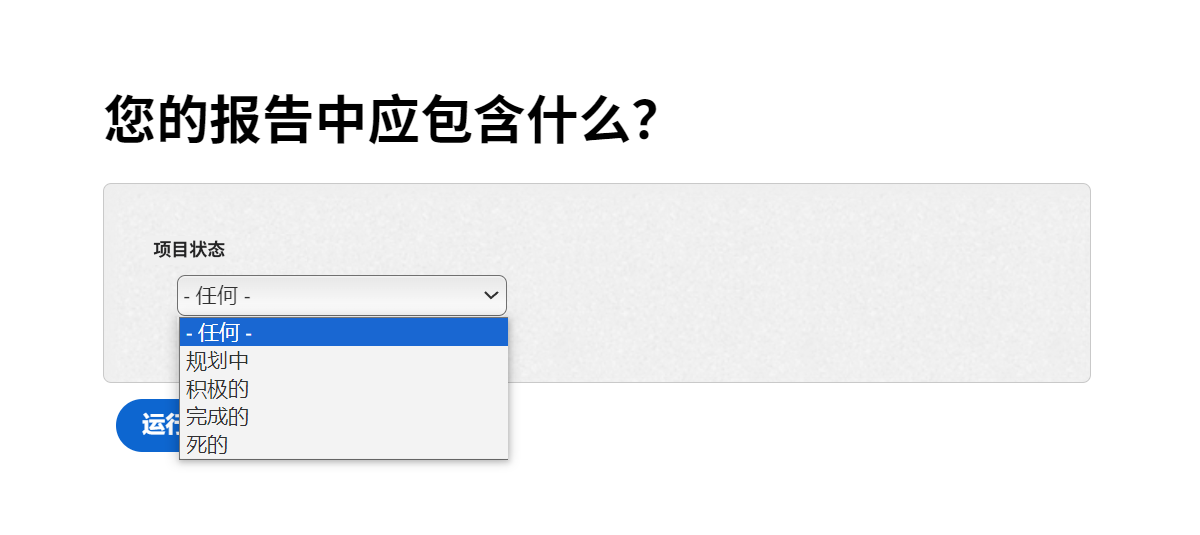 您的报告中应包含什么？
项目状态
- 任何 -
- 任何 -
规划中
积极的
完成的
死的
运行